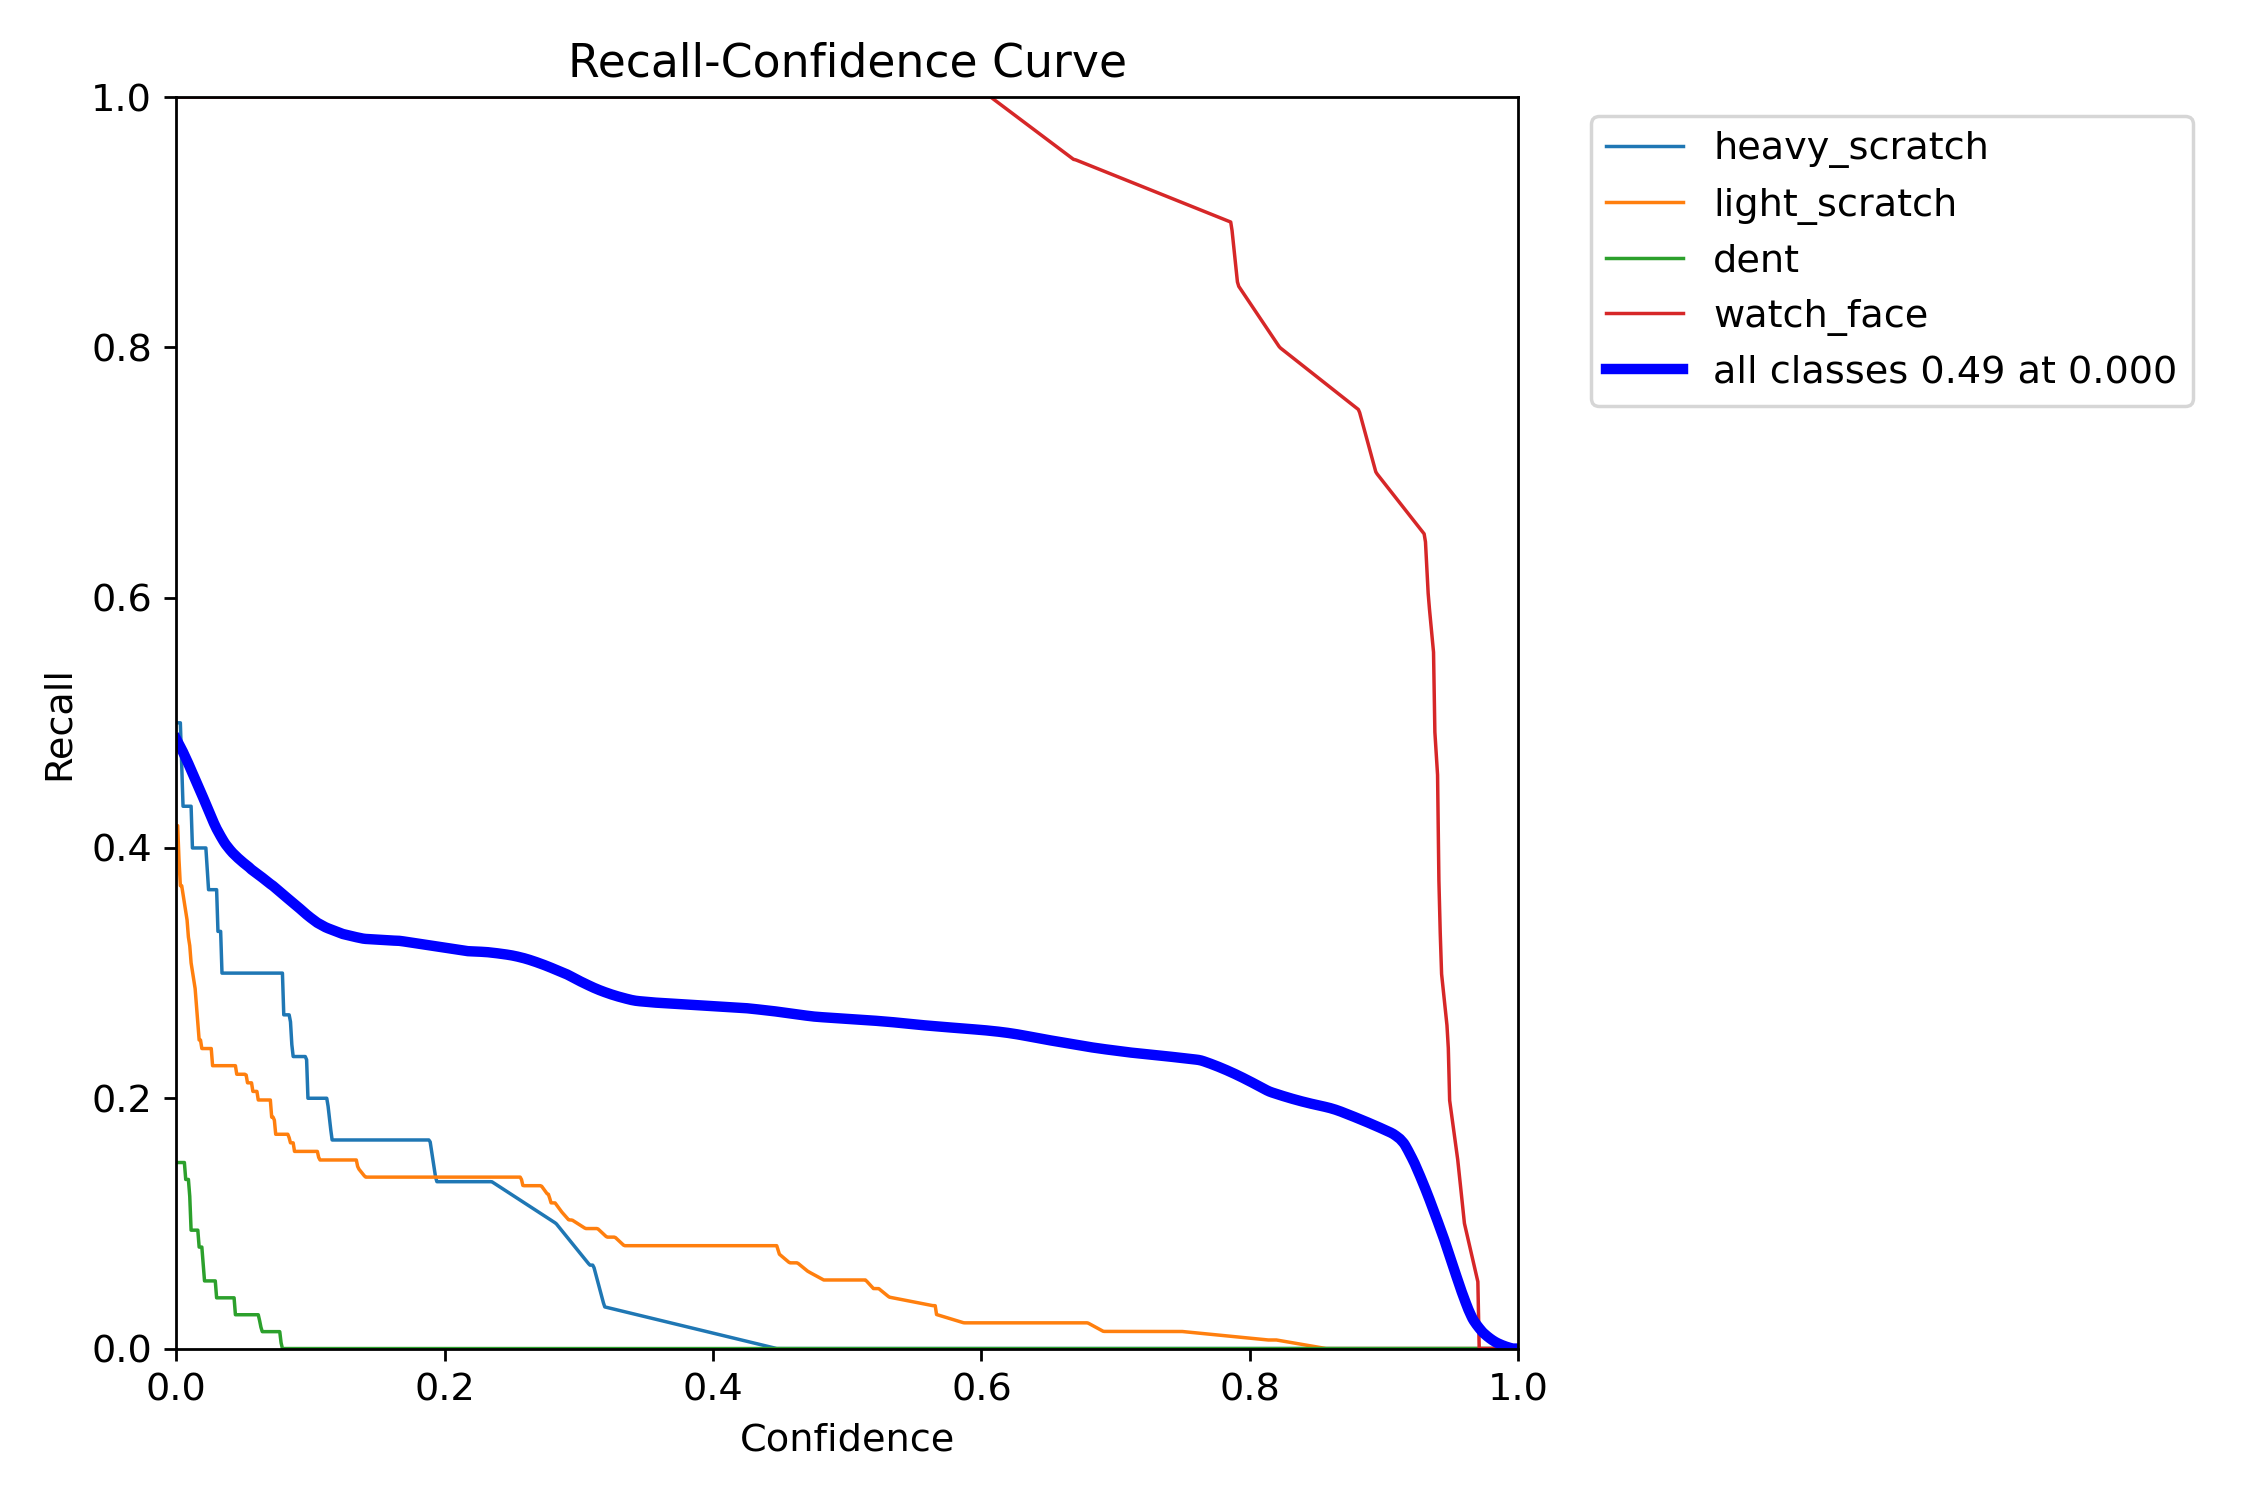 Recall-Confidence Curve
1.0
0.8
0.6
0.4
0.2
0.0
Recall
0.0 0.2 0.4 0.6 0.8 1.0
Confidence
heavy_scratch
light_scratch
dent
watch_face
all classes 0.49 at 0.000